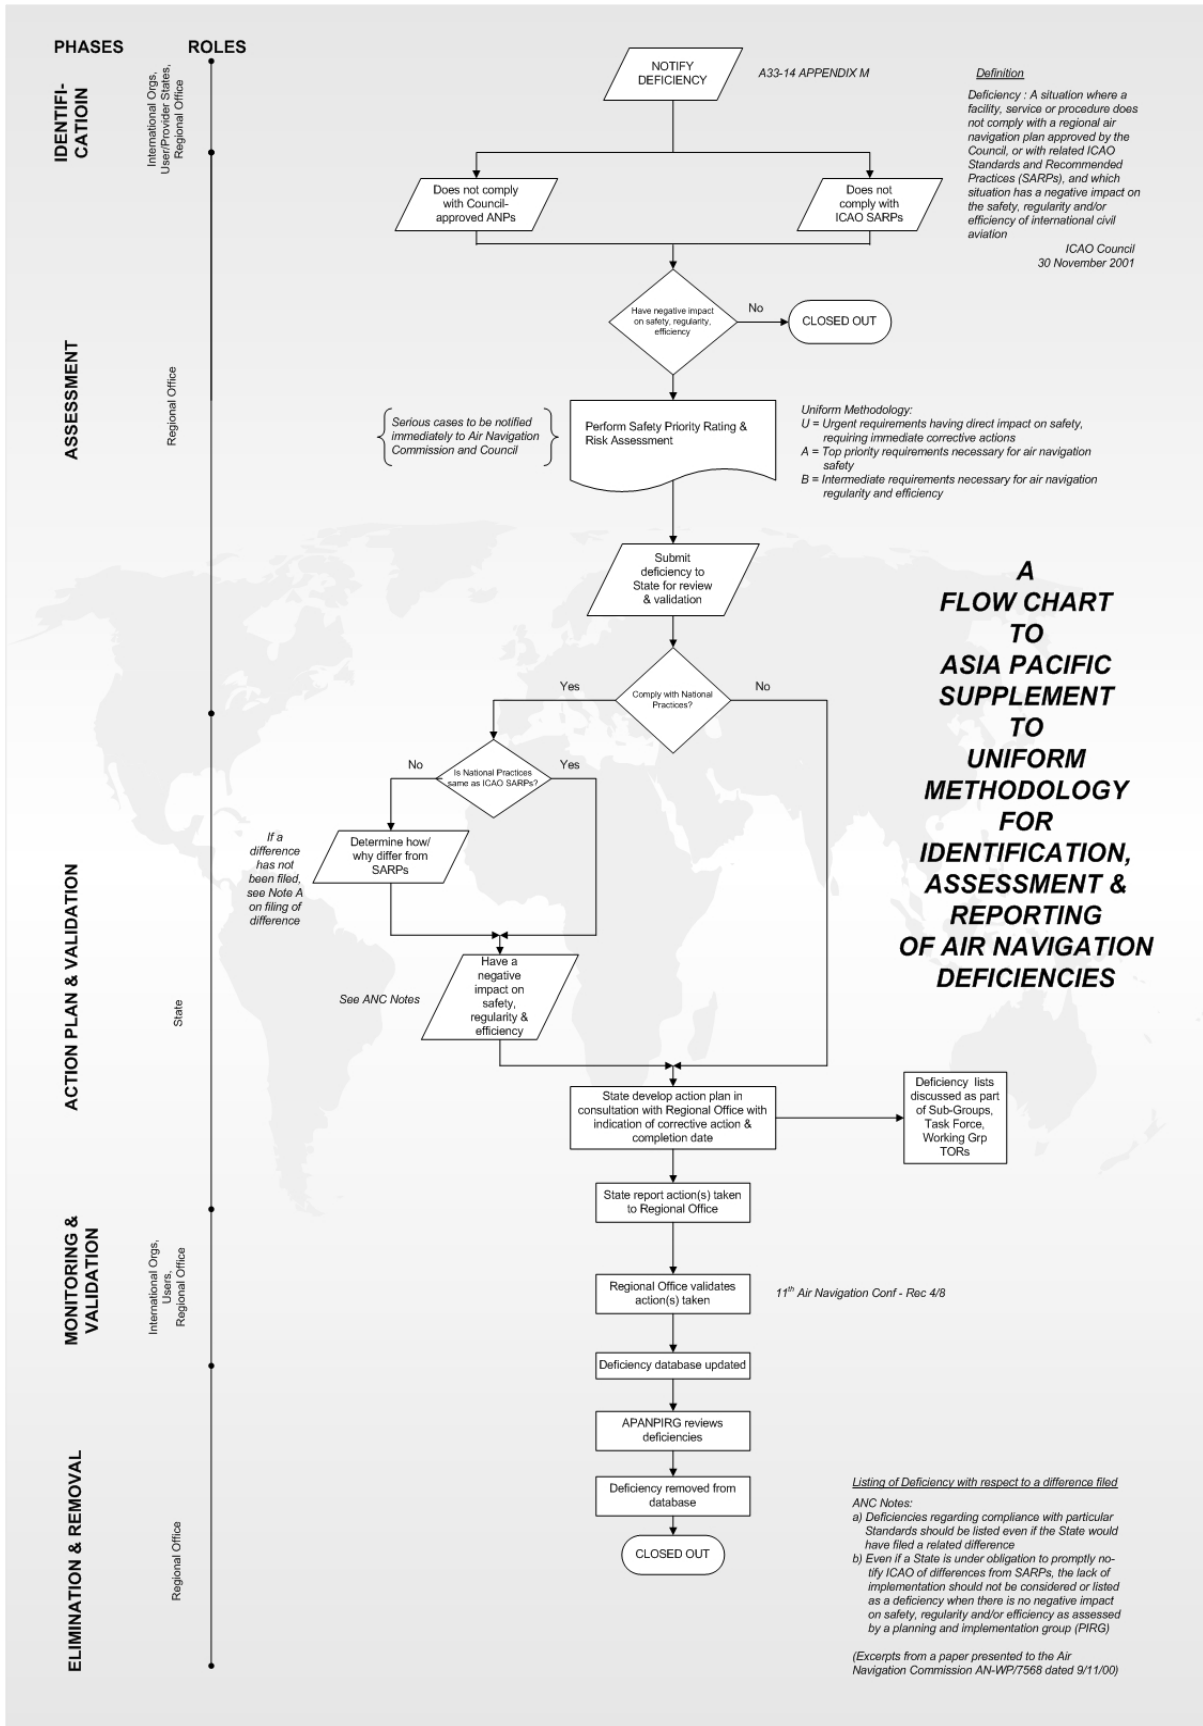 PHASES
ROLES
IDENTIFI-
CATIOIN
International Orgs,
User/Provider States,
Regional Office
NOTIFY
DEFICIENCY
A33-14 APPENDIX M
Definition
Deficiency : A situation where a
facility, service or procedure does
not comply with a regional air
navigation plan approved by the
Council, or with related ICAO
Standards and Recommended
Practices (SARPs), and which
situation has a negative impact on
the safety, regularity and/or
efficiency of international civil
aviation
ICAO Council
30 November 2001
Does not comply
with Council-
approved ANPs
Does not
comply with
ICAO SARPs
ASSESSMENT
Regional Office
Have negative impact
on safety, regularity,
efficiency
No
CLOSED OUT
Serious cases to be notified
immediately to Air Navigation
Commission and Council
Perform Safety Priority Rating &
Risk Assessment
Uniform Methodology:
U = Urgent requirements having direct impact on safety,
requiring immediate corrective actions
A = Top priority requirements necessary for air navigation
safety
B = Intermediate requirements necessary for air navigation
regularity and efficiency
Submit
deficiency to
State for review
& validation
A
FLOW CHART
TO
ASIA PACIFIC
SUPPLEMENT
TO
UNIFORM
METHODOLOGY
FOR
IDENTIFICATION,
ASSESSMENT &
REPORTING
OF AIR NAVIGATION
DEFICIENCIES
Yes
Comply with National
Practices?
No
ACTION PLAN & VALIDATION
State
No
Is National Practices
same as ICAO SARPs?
Yes
If a
difference
has not
been filed,
see Note A
on filing of
difference
Determine how/
why differ from
SARPs
See ANC Notes
Have a
negative
impact on
safety,
regularity &
efficiency
State develop action plan in
consultation with Regional Office with
indication of corrective action &
completion date
Deficiency lists
discussed as part
of Sub-Groups,
Task Force,
Working Grp
TORs
State report action(s) taken
to Regional Office
MONITORING &
VALIDATION
International Orgs,
Users,
Regional Office
Regional Office validates
action(s) taken
11th Air Navigation Conf - Rec 4/8
Deficiency database updated
ELIMINATION & REMOVAL
Regional Office
APANPIRG reviews
deficiencies
Deficiency removed from
database
CLOSED OUT
Listing of Deficiency with respect to a difference filed
ANC Notes:
a) Deficiencies regarding compliance with particular
Standards should be listed even if the State would
have filed a related difference
b) Even if a State is under obligation to promptly no-
tify ICAO of differences from SARPs, the lack of
implementation should not be considered or listed
as a deficiency when there is no negative impact
on safety, regularity and/or efficiency as assessed
by a planning and implementation group (PIRG)
(Excerpts from a paper presented to the Air
Navigation Commission AN-WP/7568 dated 9/11/00)